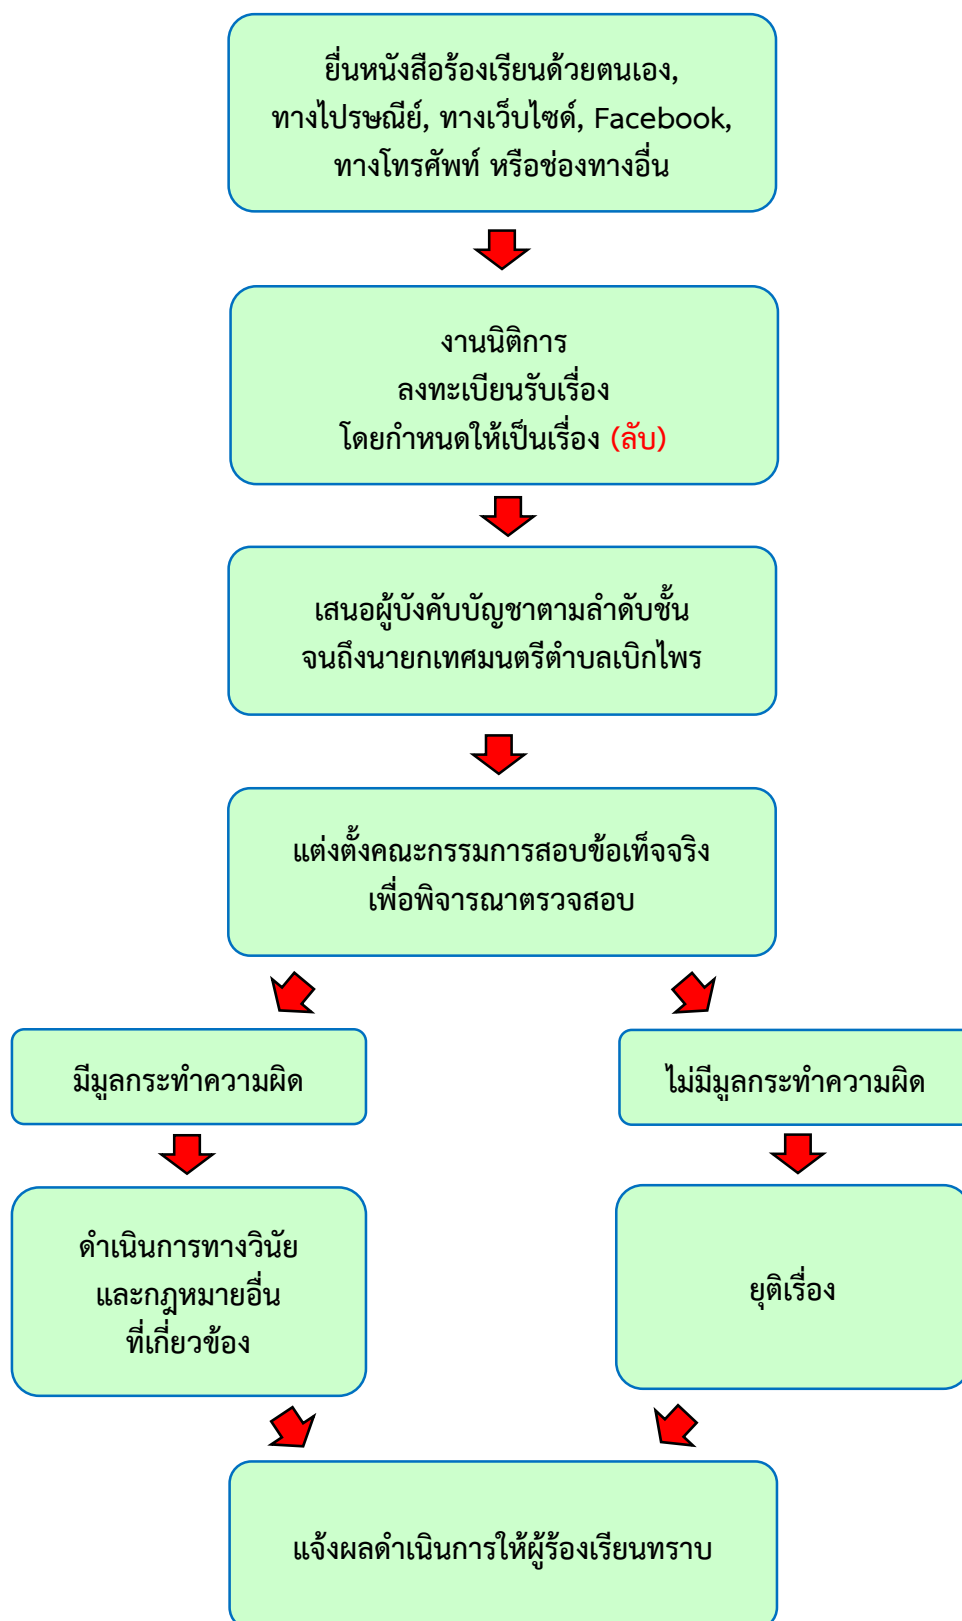 ยื่นหนังสือร้องเรียนด้วยตนเอง,
ทางไปรษณีย์, ทางเว็บไซต์, Facebook,
ทางโทรศัพท์ หรือช่องทางอื่น
งานนิติการ
ลงทะเบียนรับเรื่อง
โดยกำหนดให้เป็นเรื่อง (ลับ)
เสนอผู้บังคับบัญชาตามลำดับชั้น
จนถึงนายกเทศมนตรีตำบลเบิกไพร
แต่งตั้งคณะกรรมการสอบข้อเท็จจริง
เพื่อพิจารณาตรวจสอบ
มีมูลกระทำความผิด
ไม่มีมูลกระทำความผิด
ดำเนินการทางวินัย
และกฎหมายอื่น
ที่เกี่ยวข้อง
ยุติเรื่อง
แจ้งผลดำเนินการให้ผู้ร้องเรียนทราบ